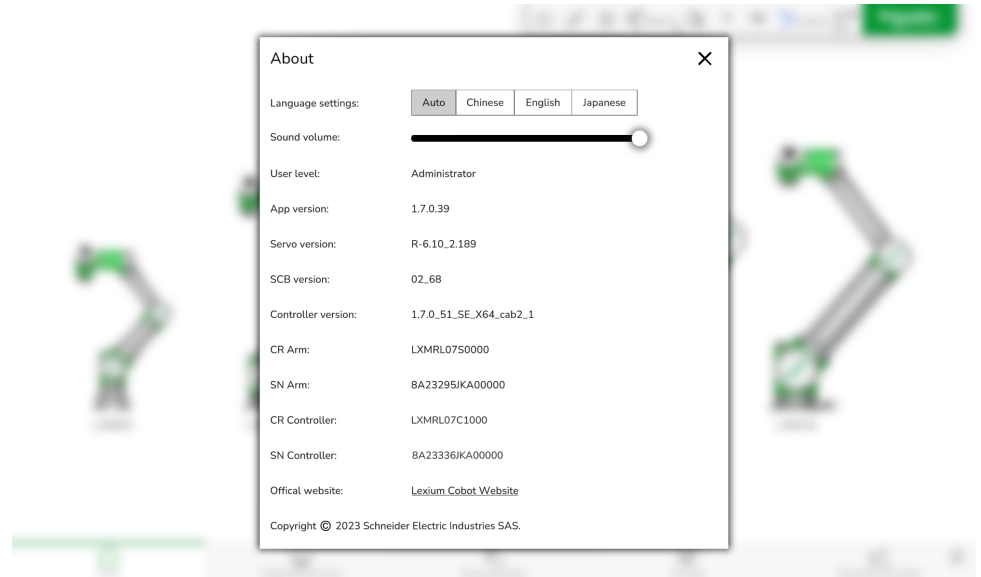 About
Language settings: Auto Chinese English Japanese
Sound volume:
User level: Administrator
App version: 1.7.0.39
Servo version: R-6.10_2.189
SCB version: 02_68
Controller version: 1.7.0_51_SE_X64_cab2_1
CR Arm: LXMRL07S0000
SN Arm: 8A23295JKA00000
CR Controller: LXMRL07C1000
SN Controller: 8A23336JKA00000
Offical website: Lexium Cobot Website
Copyright © 2023 Schneider Electric Industries SAS.